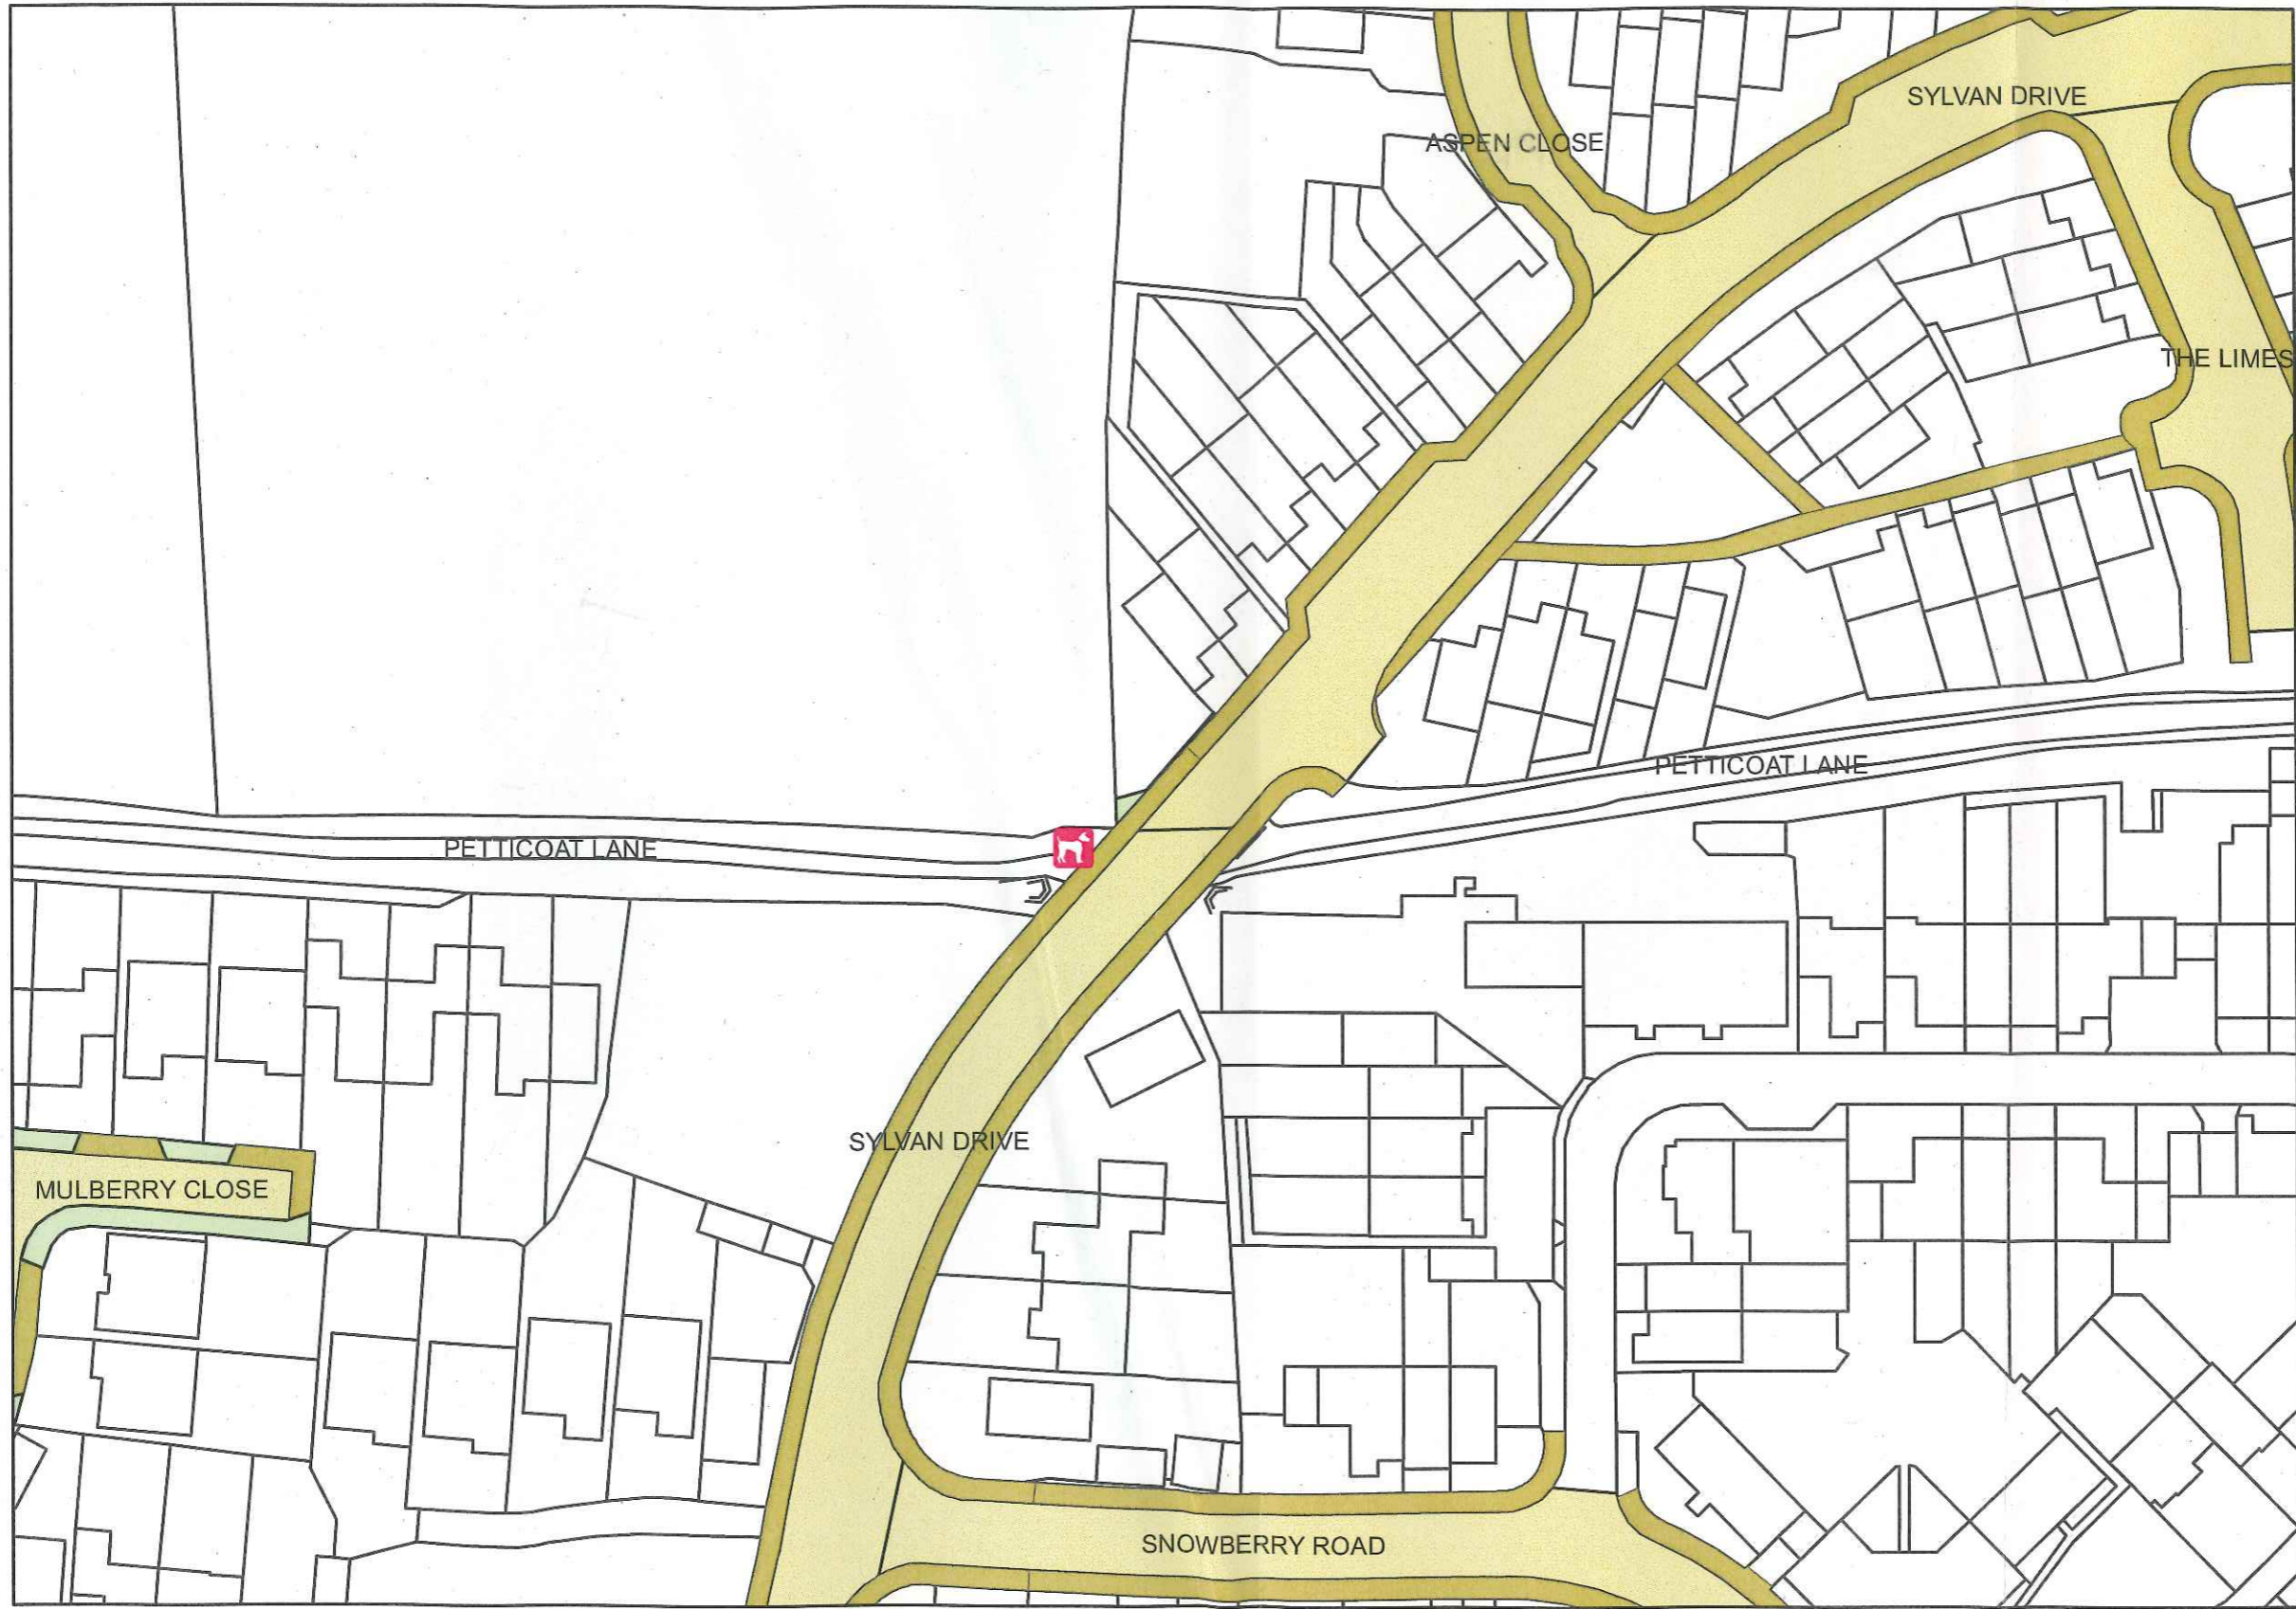 SYLVAN DRIVE
ASPEN CLOSE
THE LIMES
PETTICOAT LANE
PETTICOAT LANE
SYLVAN DRIVE
MULBERRY CLOSE
SNOWBERRY ROAD